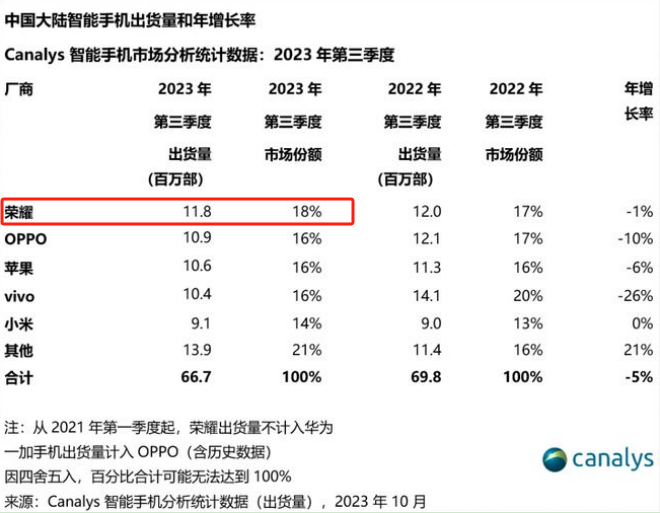 中国大陆智能手机出货量和年增长率
Canalys 智能手机市场分析统计数据：2023 年第三季度
厂商 2023 年 2023 年 2022 年 2022 年 年增
第三季度 第三季度 第三季度 第三季度 长率
出货量 市场份额 出货量 市场份额
(百万部) (百万部)
荣耀 11.8 18% 12.0 17% -1%
OPPO 10.9 16% 12.1 17% -10%
苹果 10.6 16% 11.3 16% -6%
vivo 10.4 16% 14.1 20% -26%
小米 9.1 14% 9.0 13% 0%
其他 13.9 21% 11.4 16% 21%
合计 66.7 100% 69.8 100% -5%
注：从 2021 年第一季度起，荣耀出货量不计入华为
一加手机出货量计入 OPPO（含历史数据）
因四舍五入，百分比合计可能无法达到 100%
来源：Canalys 智能手机分析统计数据（出货量），2023 年 10 月
canalys